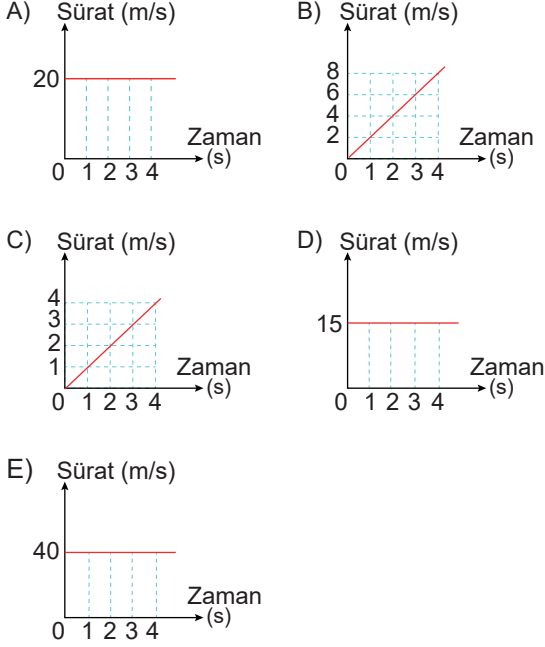 A) Sürat (m/s)
20
Zaman
(s)
0 1 2 3 4
B) Sürat (m/s)
8
6
4
2
Zaman
(s)
0 1 2 3 4
C) Sürat (m/s)
4
3
2
1
Zaman
(s)
0 1 2 3 4
D) Sürat (m/s)
15
Zaman
(s)
0 1 2 3 4
E) Sürat (m/s)
40
Zaman
(s)
0 1 2 3 4